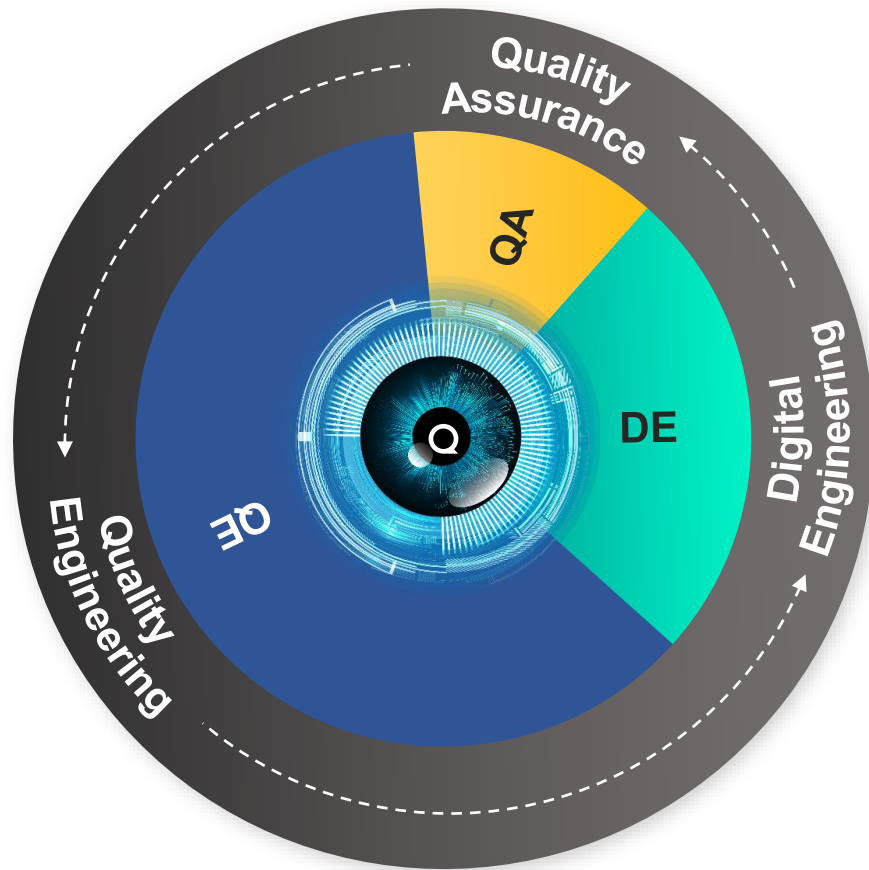 Quality
Assurance
QA
DE
Digital
Engineering
Q
QE
Quality
Engineering